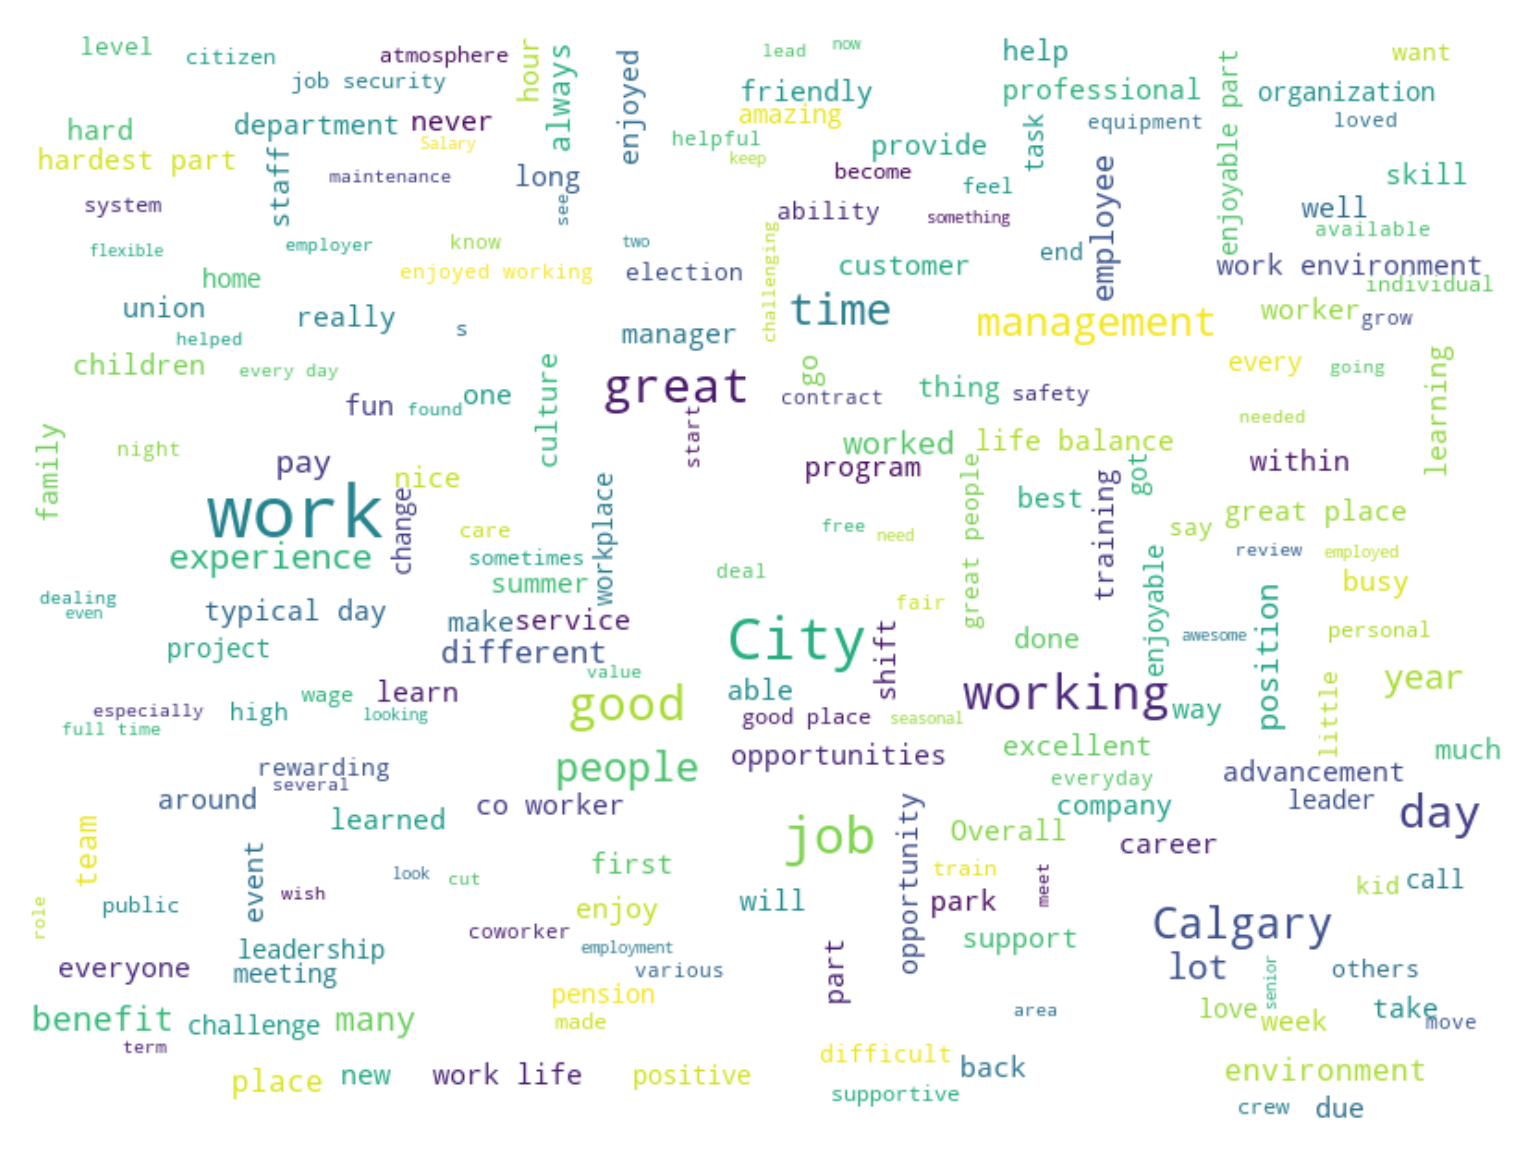 level
citizen
atmosphere
hour
always
enjoyed
lead
now
help
want
job security
friendly
professional
enjoyable part
organization
hard
department
never
amazing
equipment
loved
hardest part
Salary
helpful
keep
provide
task
staff
maintenance
long
become
feel
employee
skill
system
see
ability
something
well
available
flexible
employer
know
two
challenging
end
home
enjoyed working
election
customer
work environment
individual
union
really
s
manager
time
management
worker
grow
helped
children
every day
great
go
thing
safety
every
going
learning
fun
found
one
culture
start
contract
needed
family
night
pay
nice
worked
life balance
program
within
work
change
workplace
great people
best
training
got
great place
experience
care
sometimes
summer
free
need
say
review
employed
deal
busy
dealing
even
typical day
make
service
fair
enjoyable
position
project
different
City
shift
done
awesome
personal
value
learn
good
able
working
way
year
especially
high
wage
looking
full time
good place
seasonal
little
rewarding
several
people
opportunities
excellent
much
around
co worker
everyday
advancement
learned
company
leader
day
team
event
first
job
opportunity
Overall
career
look
cut
train
meet
kid
call
role
public
wish
enjoy
will
park
Calgary
leadership
coworker
employment
support
everyone
meeting
various
part
lot
senior
others
benefit
challenge
many
pension
made
area
love
week
take
move
term
difficult
back
place
new
work life
positive
supportive
environment
crew
due